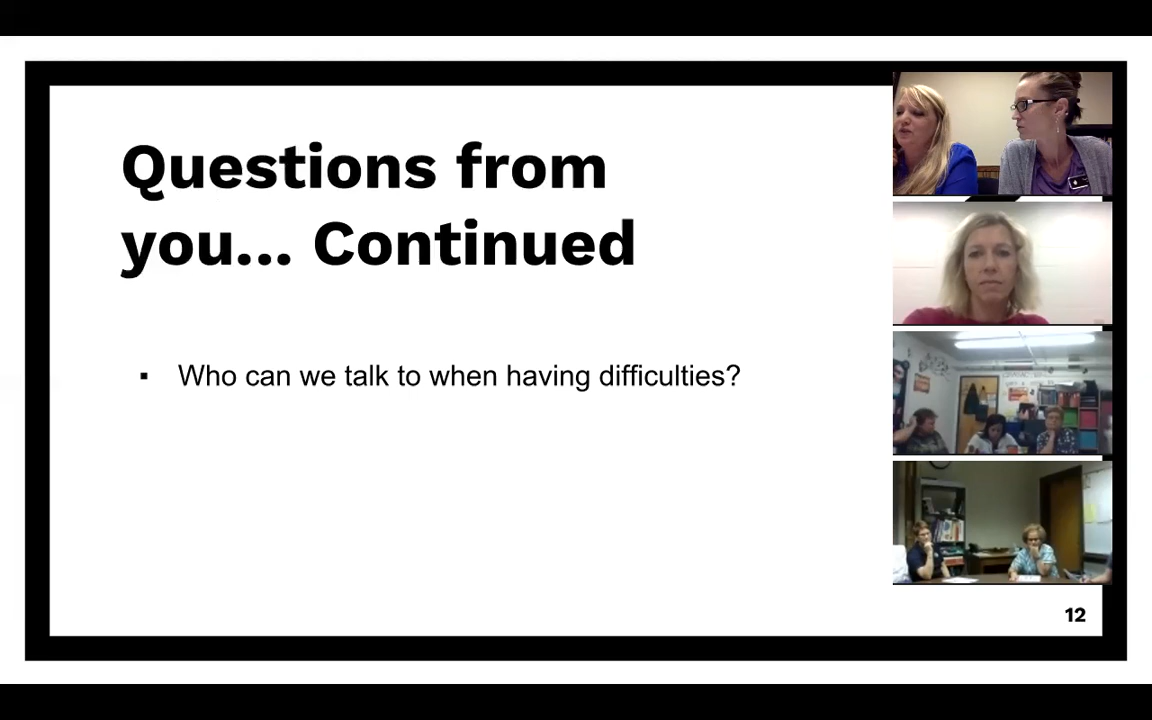 Questions from
you... Continued
▪ Who can we talk to when having difficulties?
12